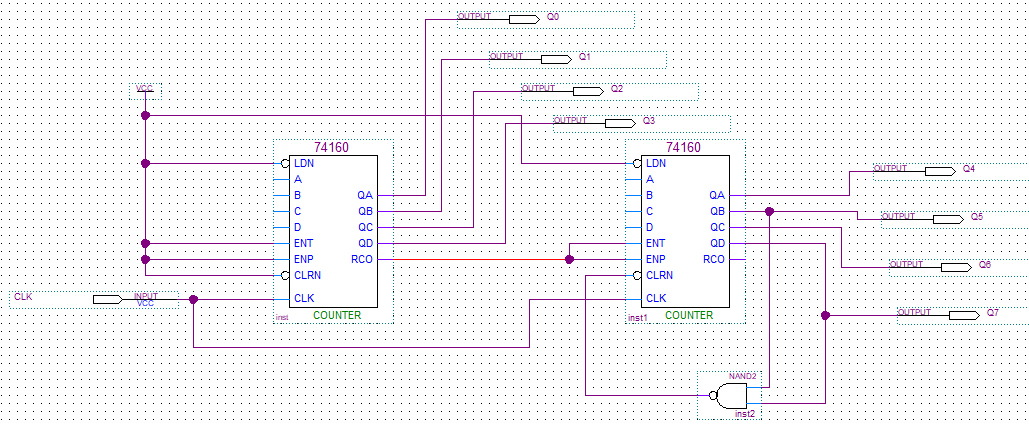 OUTPUT Q0
OUTPUT Q1
VCC
OUTPUT Q2
OUTPUT Q3
74160
LDN
A
B QA
C QB
D QC
ENT QD
ENP RCO
CLRN
CLK
inst COUNTER
74160
LDN
A
B QA
C QB
D QC
ENT QD
ENP RCO
CLRN
CLK
inst1 COUNTER
OUTPUT Q4
OUTPUT Q5
OUTPUT Q6
OUTPUT Q7
CLK INPUT
VCC
NAND2
inst2